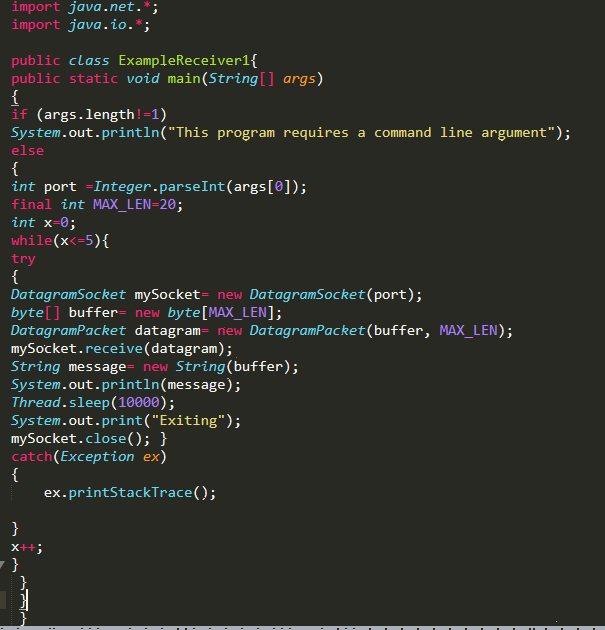 import java.net.*;
import java.io.*;
public class ExampleReceiver1{
public static void main(String[] args)
{
if (args.length!=1)
System.out.println("This program requires a command line argument");
else
{
int port =Integer.parseInt(args[0]);
final int MAX_LEN=20;
int x=0;
while(x<=5){
try
{
DatagramSocket mySocket= new DatagramSocket(port);
byte[] buffer= new byte[MAX_LEN];
DatagramPacket datagram= new DatagramPacket(buffer, MAX_LEN);
mySocket.receive(datagram);
String message= new String(buffer);
System.out.println(message);
Thread.sleep(10000);
System.out.print("Exiting");
mySocket.close(); }
catch(Exception ex)
{
ex.printStackTrace();
}
x++;
}
}
}
}